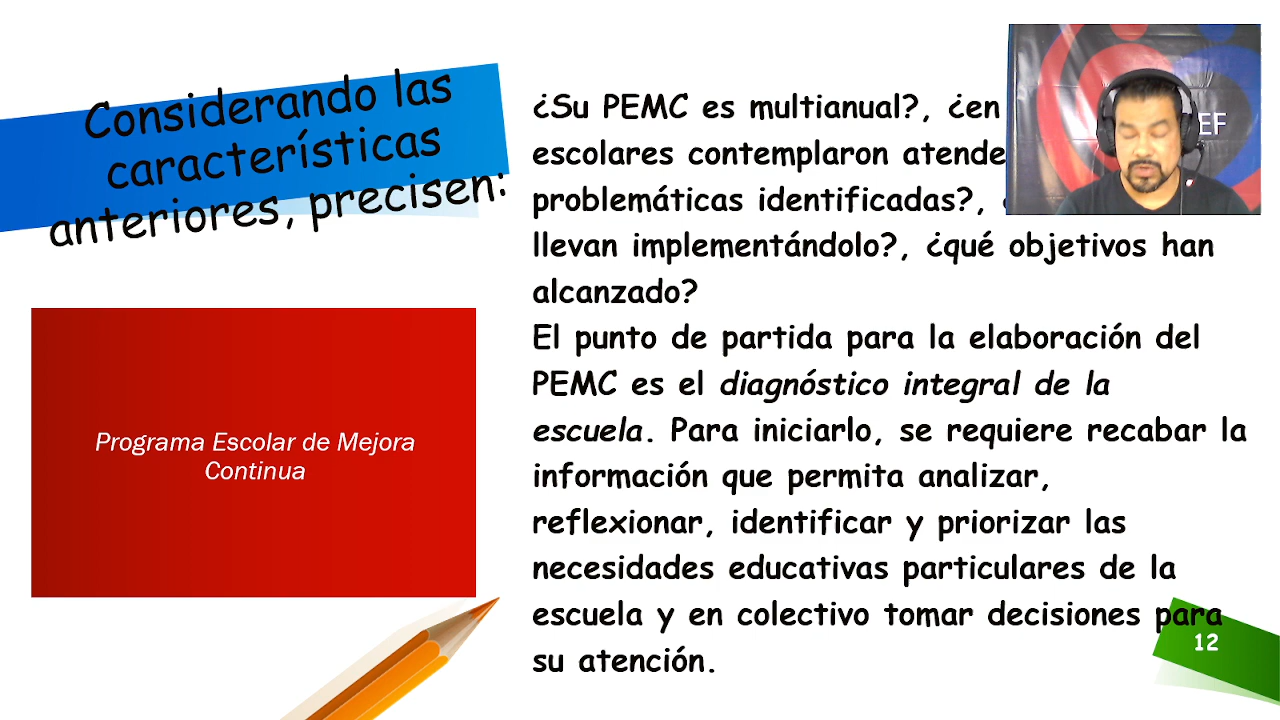 Considerando las
características
anteriores, precisen:
¿Su PEMC es multianual?, ¿en
escolares contemplaron atende
problemáticas identificadas?,
llevan implementándolo?, ¿qué objetivos han
alcanzado?
El punto de partida para la elaboración del
PEMC es el diagnóstico integral de la
escuela. Para iniciarlo, se requiere recabar la
información que permita analizar,
reflexionar, identificar y priorizar las
necesidades educativas particulares de la
escuela y en colectivo tomar decisiones para
su atención.
Programa Escolar de Mejora
Continua
EF
12